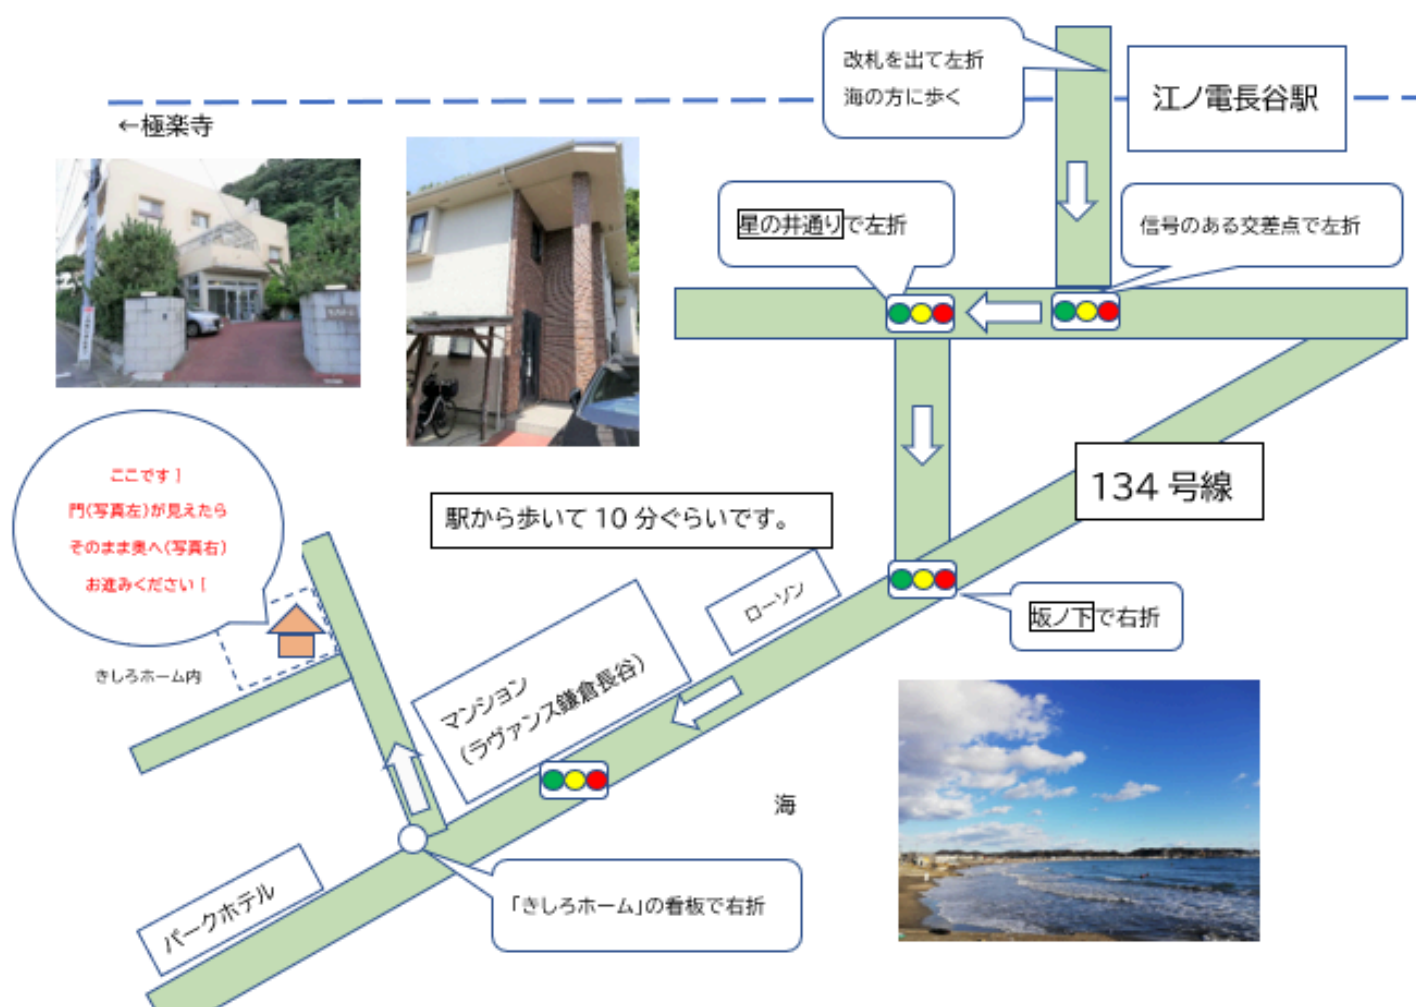 改札を出て左折
海の方に歩く
江ノ電長谷駅
←極楽寺
星の井通りで左折
信号のある交差点で左折
134 号線
ここです！
門(写真左)が見えたら
そのまま奥へ(写真右)
お進みください！
駅から歩いて 10 分ぐらいです。
ローソン
坂ノ下で右折
きしろホーム内
マンション
（ラヴァンス鎌倉長谷）
海
パークホテル
「きしろホーム」の看板で右折